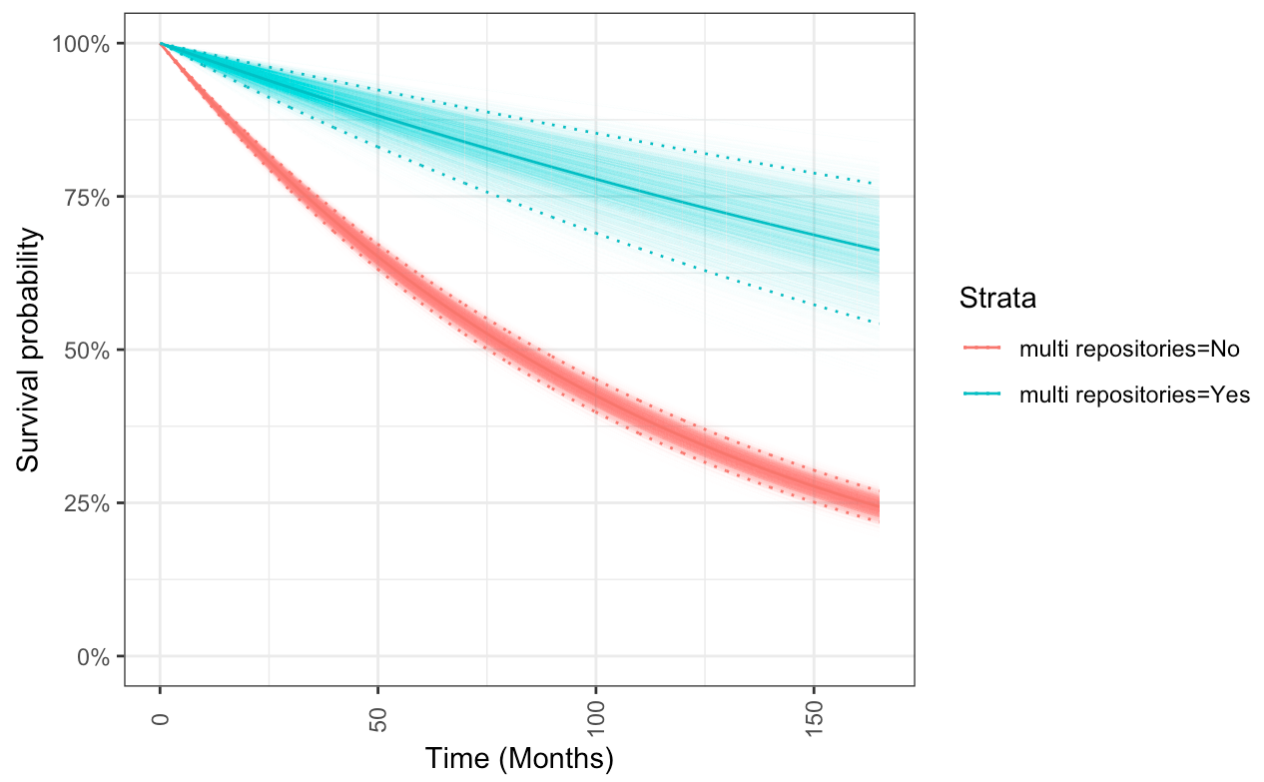 Survival probability
100%
75%
50%
25%
0%
0
50
100
150
Time (Months)
Strata
multi repositories=No
multi repositories=Yes